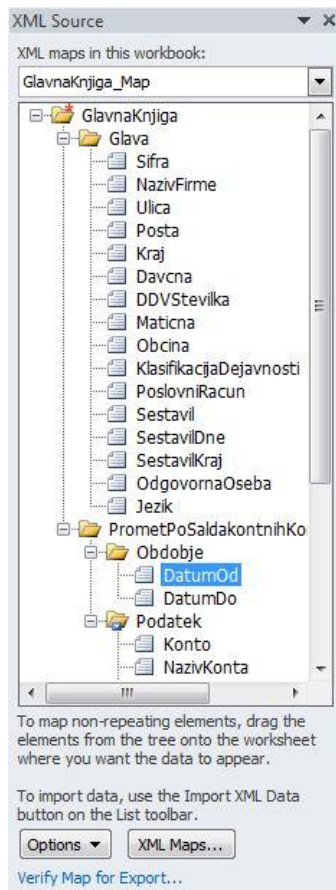 XML Source
XML maps in this workbook:
GlavnaKnjiga_Map
GlavnaKnjiga
Glava
Sifra
NazivFirme
Ulica
Posta
Kraj
Davcna
DDVStevilka
Maticna
Obcina
KlasifikacijaDejavnosti
PoslovniRacun
Sestavil
SestavilDne
SestavilKraj
OdgovornaOseba
Jezik
PrometPoSaldakontnihKo
Obdobje
DatumOd
DatumDo
Podatek
Konto
NazivKonta
To map non-repeating elements, drag the
elements from the tree onto the worksheet
where you want the data to appear.
To import data, use the Import XML Data
button on the List toolbar.
Options XML Maps...
Verify Map for Export...